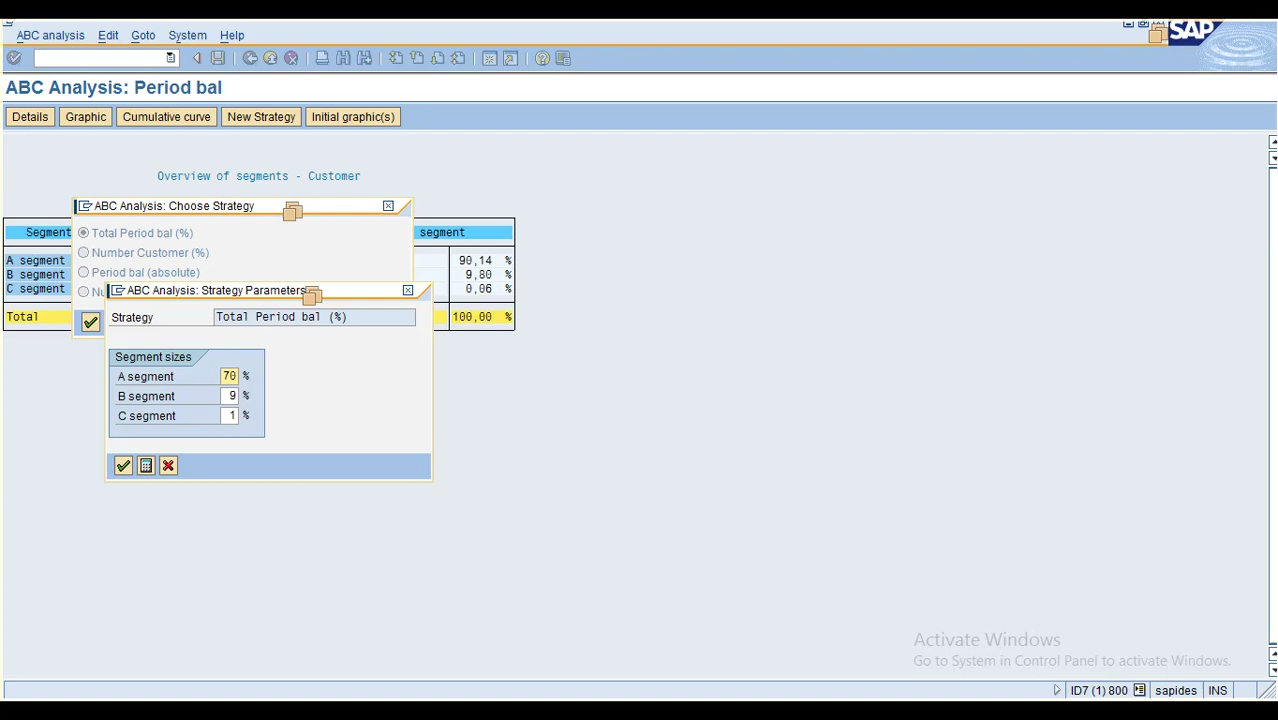 ABC analysis Edit Goto System Help
SAP
ABC Analysis: Period bal
Details Graphic Cumulative curve New Strategy Initial graphic(s)
Overview of segments - Customer
ABC Analysis: Choose Strategy
Segment segment
Total Period bal (%)
Number Customer (%)
A segment 90,14 %
Period bal (absolute)
B segment 9,80 %
C segment 0,06 %
Nu
ABC Analysis: Strategy Parameters
Total 100,00 %
Strategy Total Period bal (%)
Segment sizes
A segment 70 %
B segment 9 %
C segment 1 %
Activate Windows
Go to System in Control Panel to activate Windows.
ID7 (1) 800 sapides INS